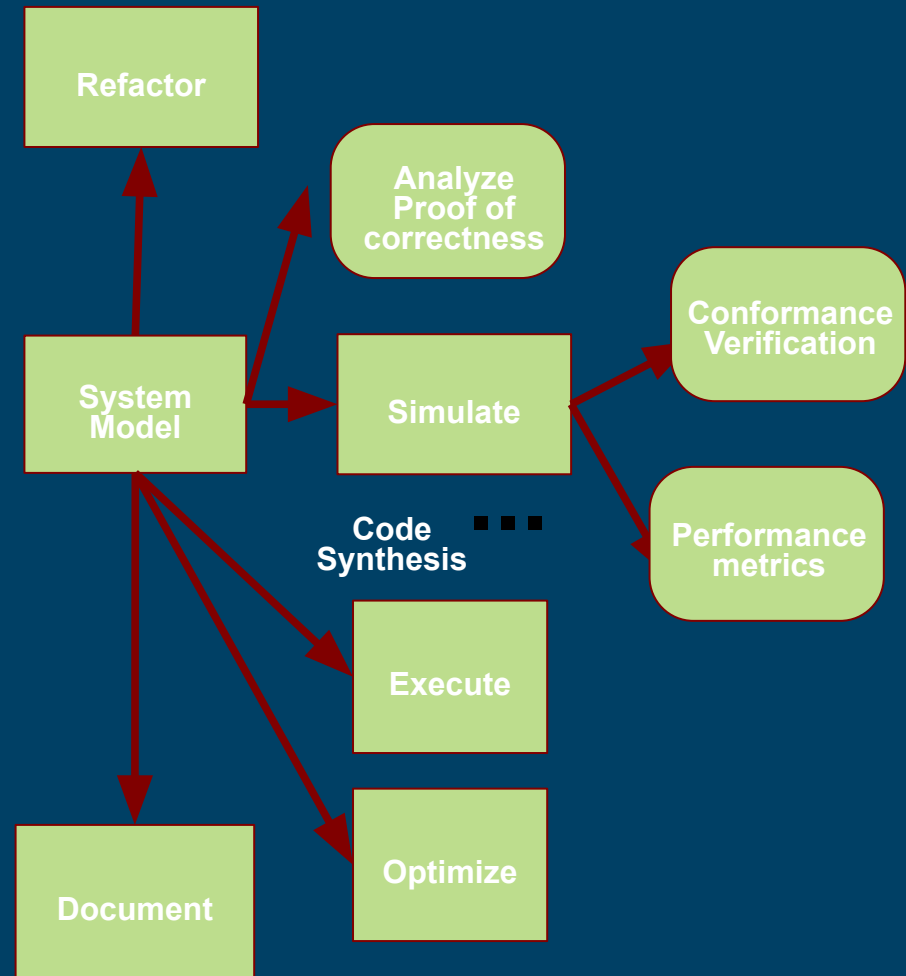 Refactor
Analyze
Proof of
correctness
Conformance
Verification
System
Model
Simulate
Code
Synthesis
Performance
metrics
Execute
Optimize
Document